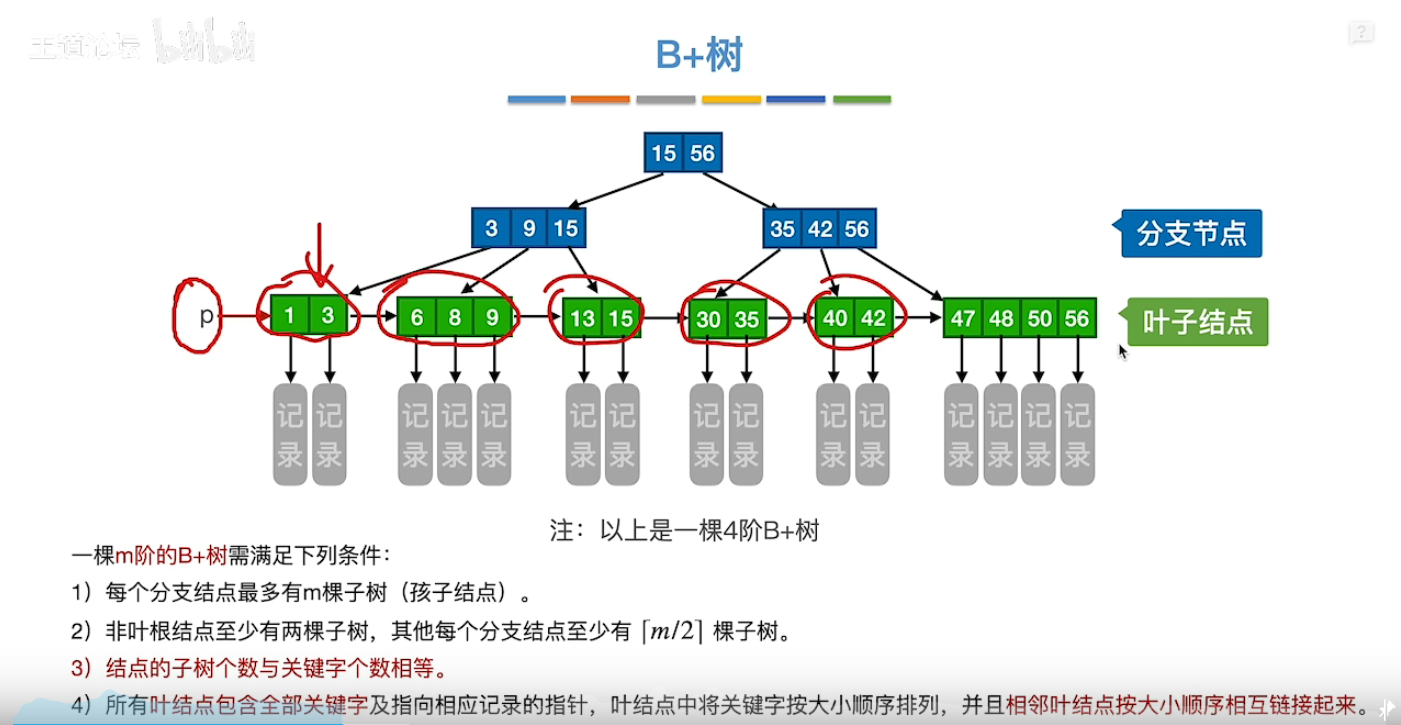 王道论坛 bilibili
B+树
?
15 56
3 9 15
35 42 56
分支节点
p
1 3
6 8 9
13 15
30 35
40 42
47 48 50 56
叶子结点
记录 记录 记录 记录 记录 记录 记录 记录 记录 记录 记录 记录 记录 记录 记录
注：以上是一棵4阶B+树
一棵m阶的B+树需满足下列条件：
1）每个分支结点最多有m棵子树（孩子结点）。
2）非叶根结点至少有两棵子树，其他每个分支结点至少有 ⌈m/2⌉ 棵子树。
3）结点的子树个数与关键字个数相等。
4）所有叶结点包含全部关键字及指向相应记录的指针，叶结点中将关键字按大小顺序排列，并且相邻叶结点按大小顺序相互链接起来。